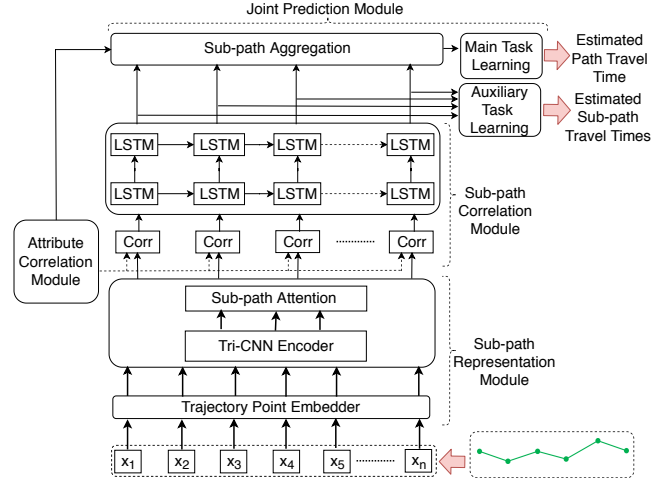 Joint Prediction Module
Sub-path Aggregation
Main Task
Learning
Estimated
Path Travel
Time
Auxiliary
Task
Learning
Estimated
Sub-path
Travel Times
LSTM LSTM LSTM LSTM
LSTM LSTM LSTM LSTM
Sub-path
Correlation
Module
Corr Corr Corr Corr
Attribute
Correlation
Module
Sub-path Attention
Tri-CNN Encoder
Sub-path
Representation
Module
Trajectory Point Embedder
x1 x2 x3 x4 x5 xn